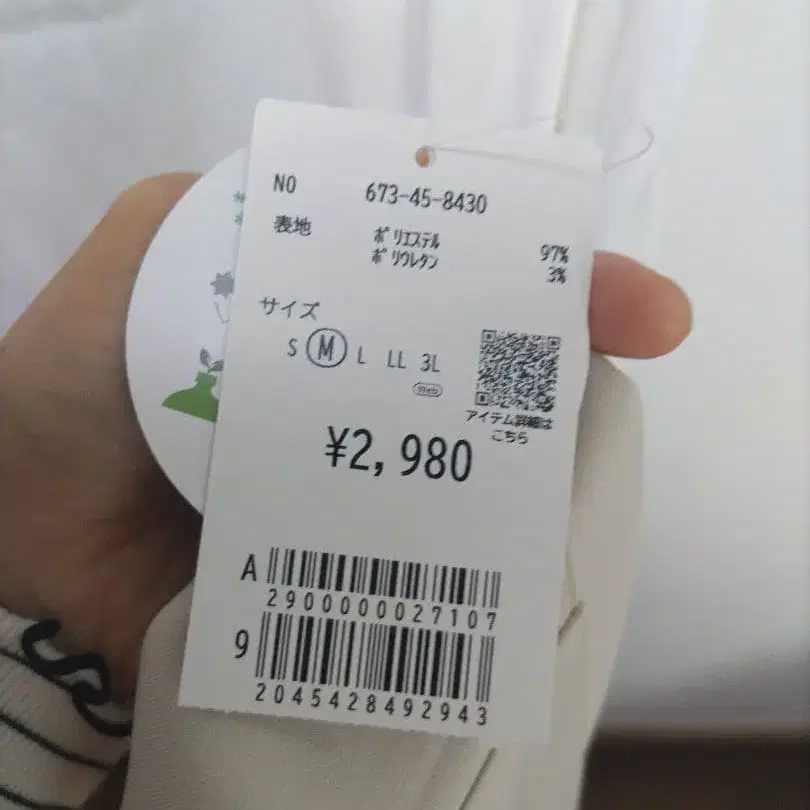 NO 673-45-8430
表地 ポリエステル 97%
ポリウレタン 3%
サイズ
S M L LL 3L
アイテム詳細は
こちら
¥2,980
A
2900000027107
9
2045428492943